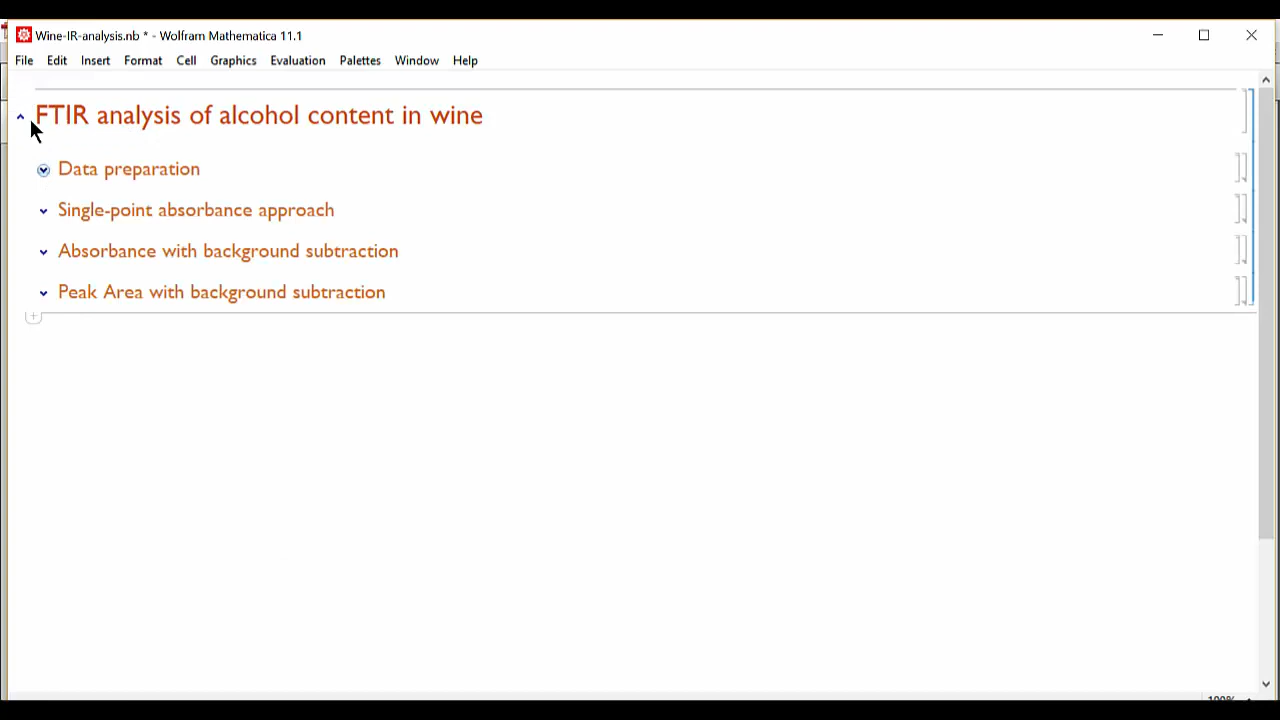 Wine-IR-analysis.nb * - Wolfram Mathematica 11.1
File Edit Insert Format Cell Graphics Evaluation Palettes Window Help
FTIR analysis of alcohol content in wine
Data preparation
Single-point absorbance approach
Absorbance with background subtraction
Peak Area with background subtraction
100%